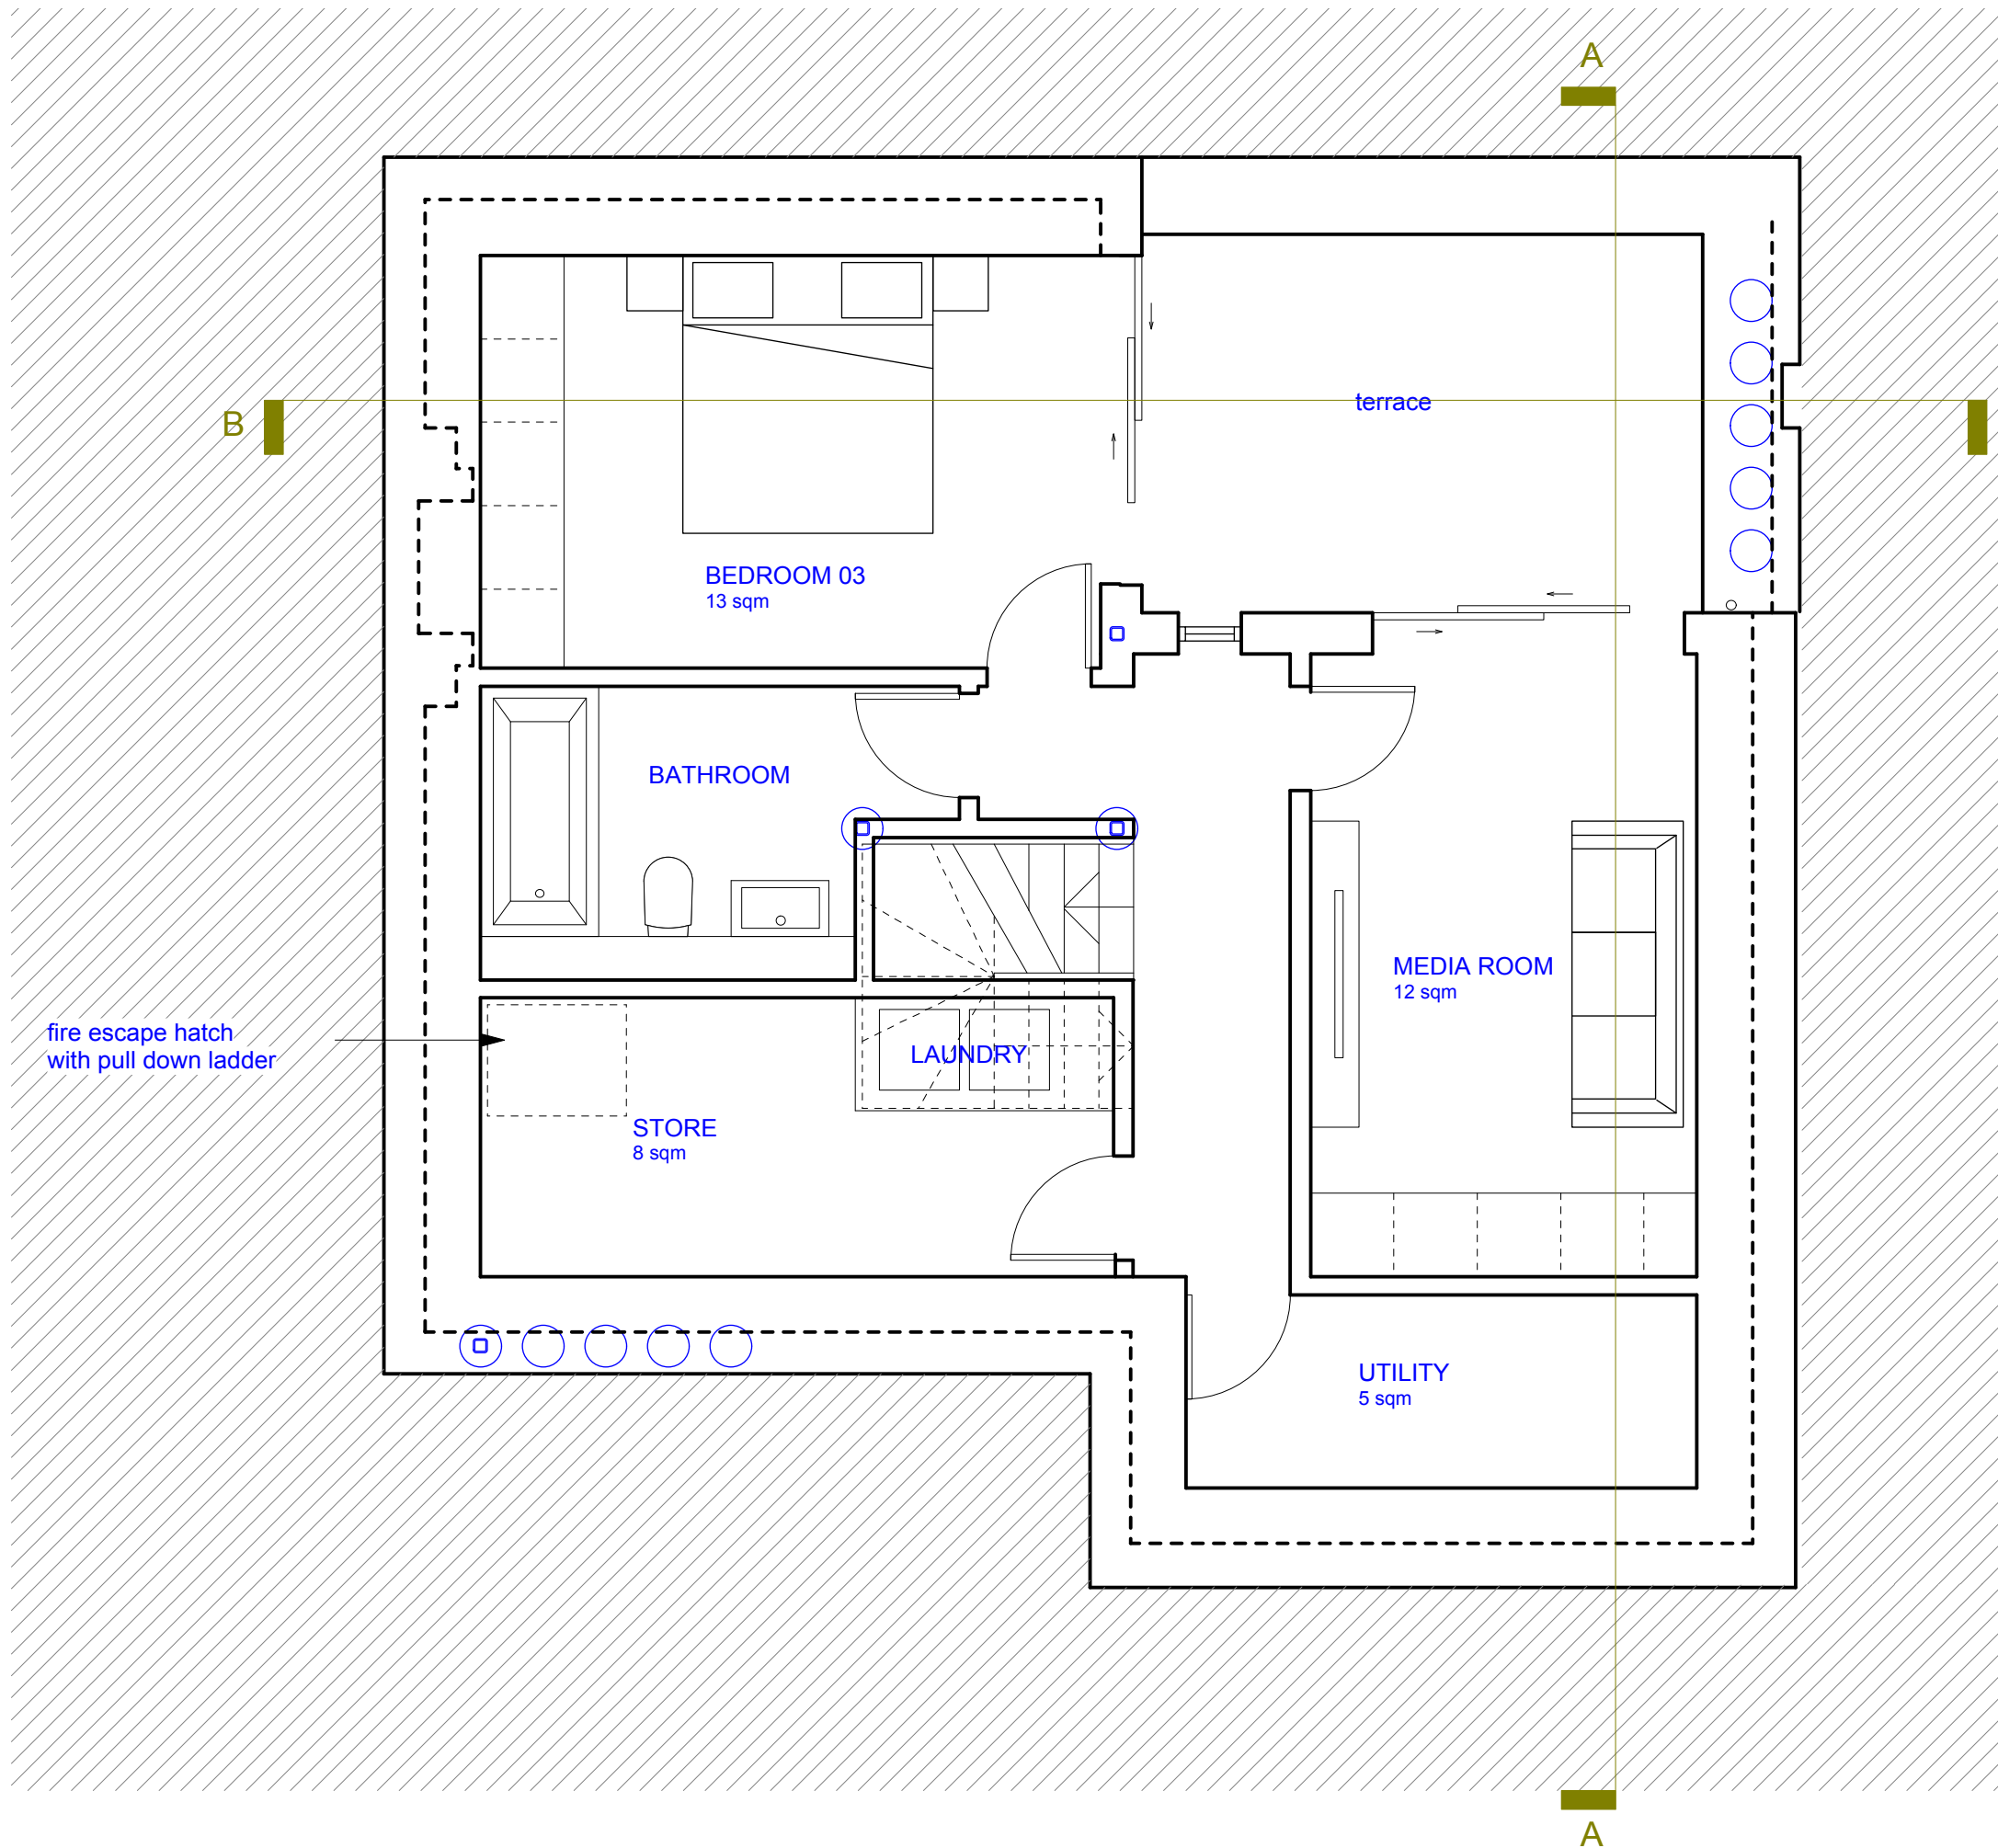 A
B
terrace
BEDROOM 03
13 sqm
BATHROOM
MEDIA ROOM
12 sqm
fire escape hatch
with pull down ladder
LAUNDRY
STORE
8 sqm
UTILITY
5 sqm
A